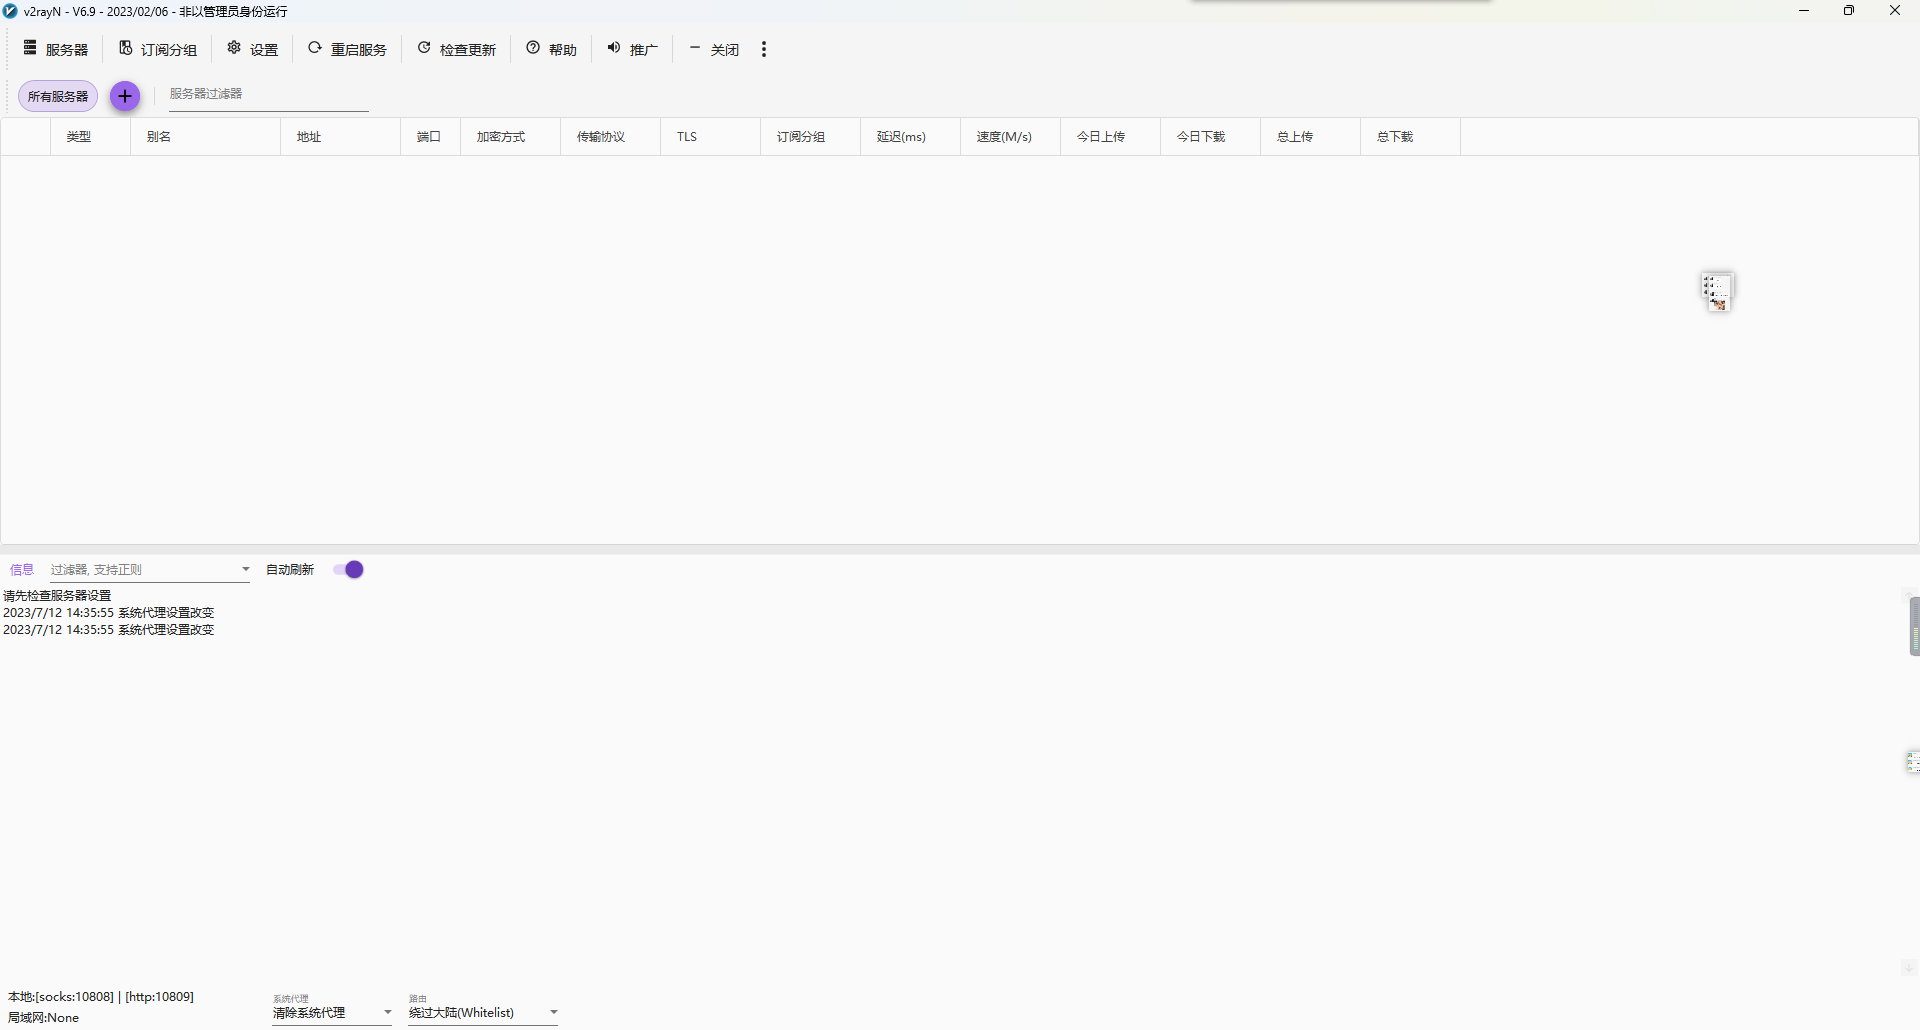 v2rayN - V6.9 - 2023/02/06 - 非以管理员身份运行
服务器 订阅分组 设置 重启服务 检查更新 帮助 推广 关闭
所有服务器 服务器过滤器
类型 别名 地址 端口 加密方式 传输协议 TLS 订阅分组 延迟(ms) 速度(M/s) 今日上传 今日下载 总上传 总下载
信息 过滤器, 支持正则 自动刷新
请先检查服务器设置
2023/7/12 14:35:55 系统代理设置改变
2023/7/12 14:35:55 系统代理设置改变
本地:[socks:10808] | [http:10809]
局域网:None
系统代理
清除系统代理
路由
绕过大陆(Whitelist)